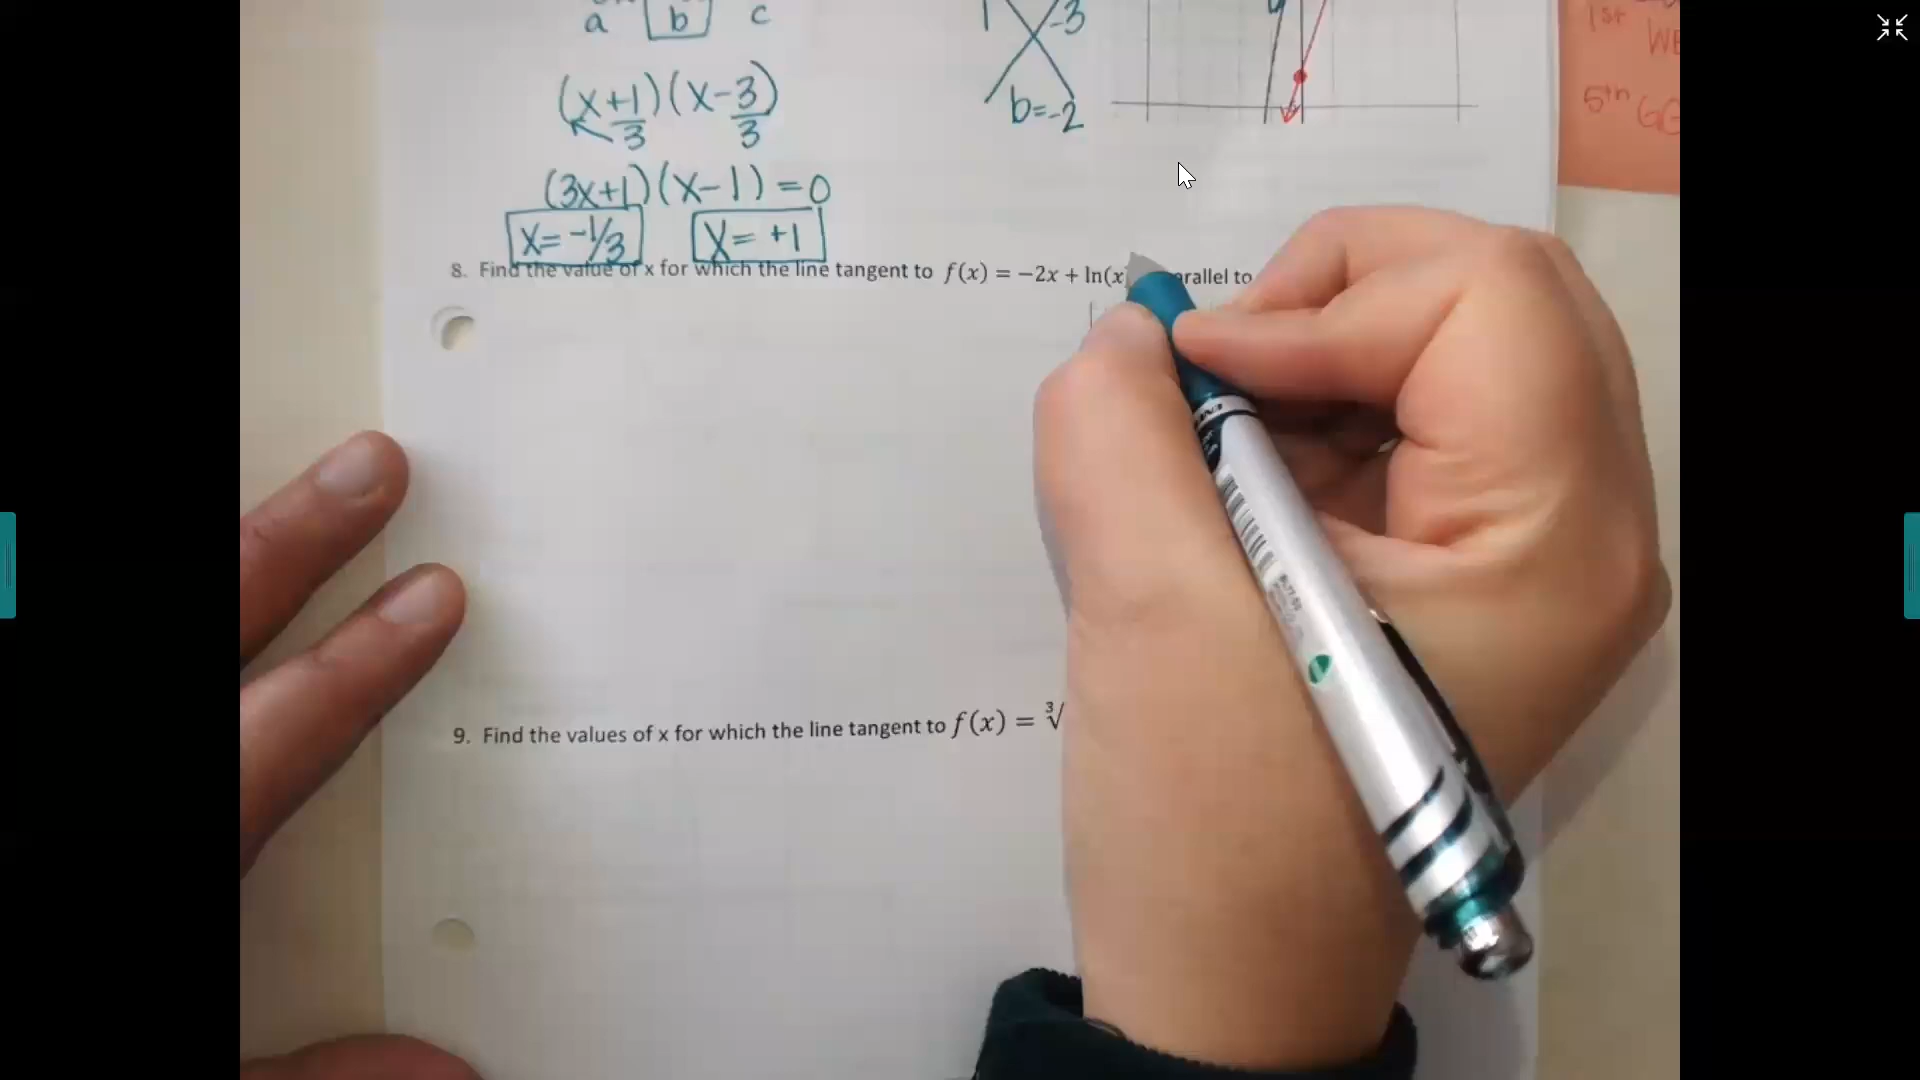 a b c
1 -3
b=-2
(x+1)(x-3)
3 3
(3x+1)(x-1)=0
x=-1/3 x=+1
1st
5th
8. Find the value of x for which the line tangent to f(x) = −2x + ln(x to
9. Find the values of x for which the line tangent to f(x) = ³√